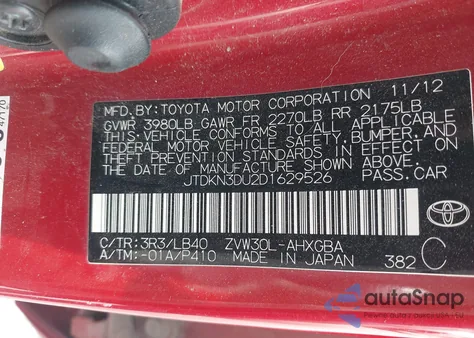 MFD.BY:TOYOTA MOTOR CORPORATION 11/12
GVWR 3980LB GAWR FR 2270LB RR 2175LB
THIS VEHICLE CONFORMS TO ALL APPLICABLE
FEDERAL MOTOR VEHICLE SAFETY, BUMPER, AND
THEFT PREVENTION STANDARDS IN EFFECT ON
THE DATE OF MANUFACTURE SHOWN ABOVE.
JTDKN3DU2D1629526 PASS.CAR
C/TR:3R3/LB40 ZVW30L-AHXGBA
A/TM:-01A/P410 MADE IN JAPAN 382 C
TOYOTA
autoSnap